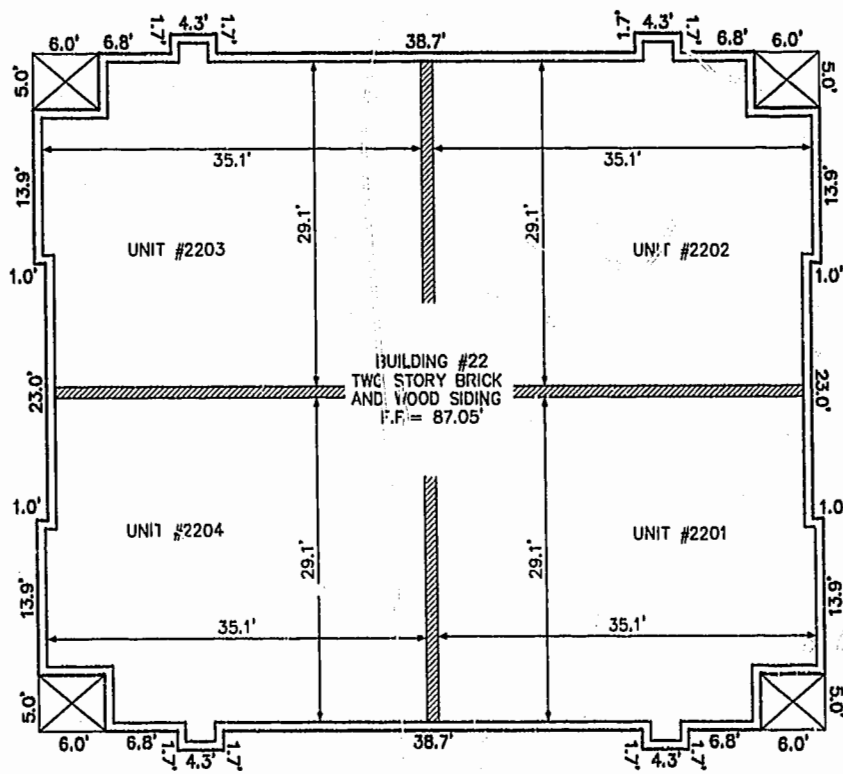 4.3' 4.3'
1.7' 1.7' 1.7' 1.7'
6.0' 6.8' 38.7' 6.8' 6.0'
5.0' 5.0'
35.1' 35.1'
13.9' 13.9'
29.1' 29.1'
UNIT #2203 UNIT #2202
1.0' 1.0'
BUILDING #22
TWO STORY BRICK
AND WOOD SIDING
F.F. = 87.05'
23.0' 23.0'
1.0' 1.0'
UNIT #2204 UNIT #2201
29.1' 29.1'
13.9' 13.9'
35.1' 35.1'
5.0' 5.0'
6.0' 6.8' 38.7' 6.8' 6.0'
1.7' 1.7' 1.7' 1.7'
4.3' 4.3'